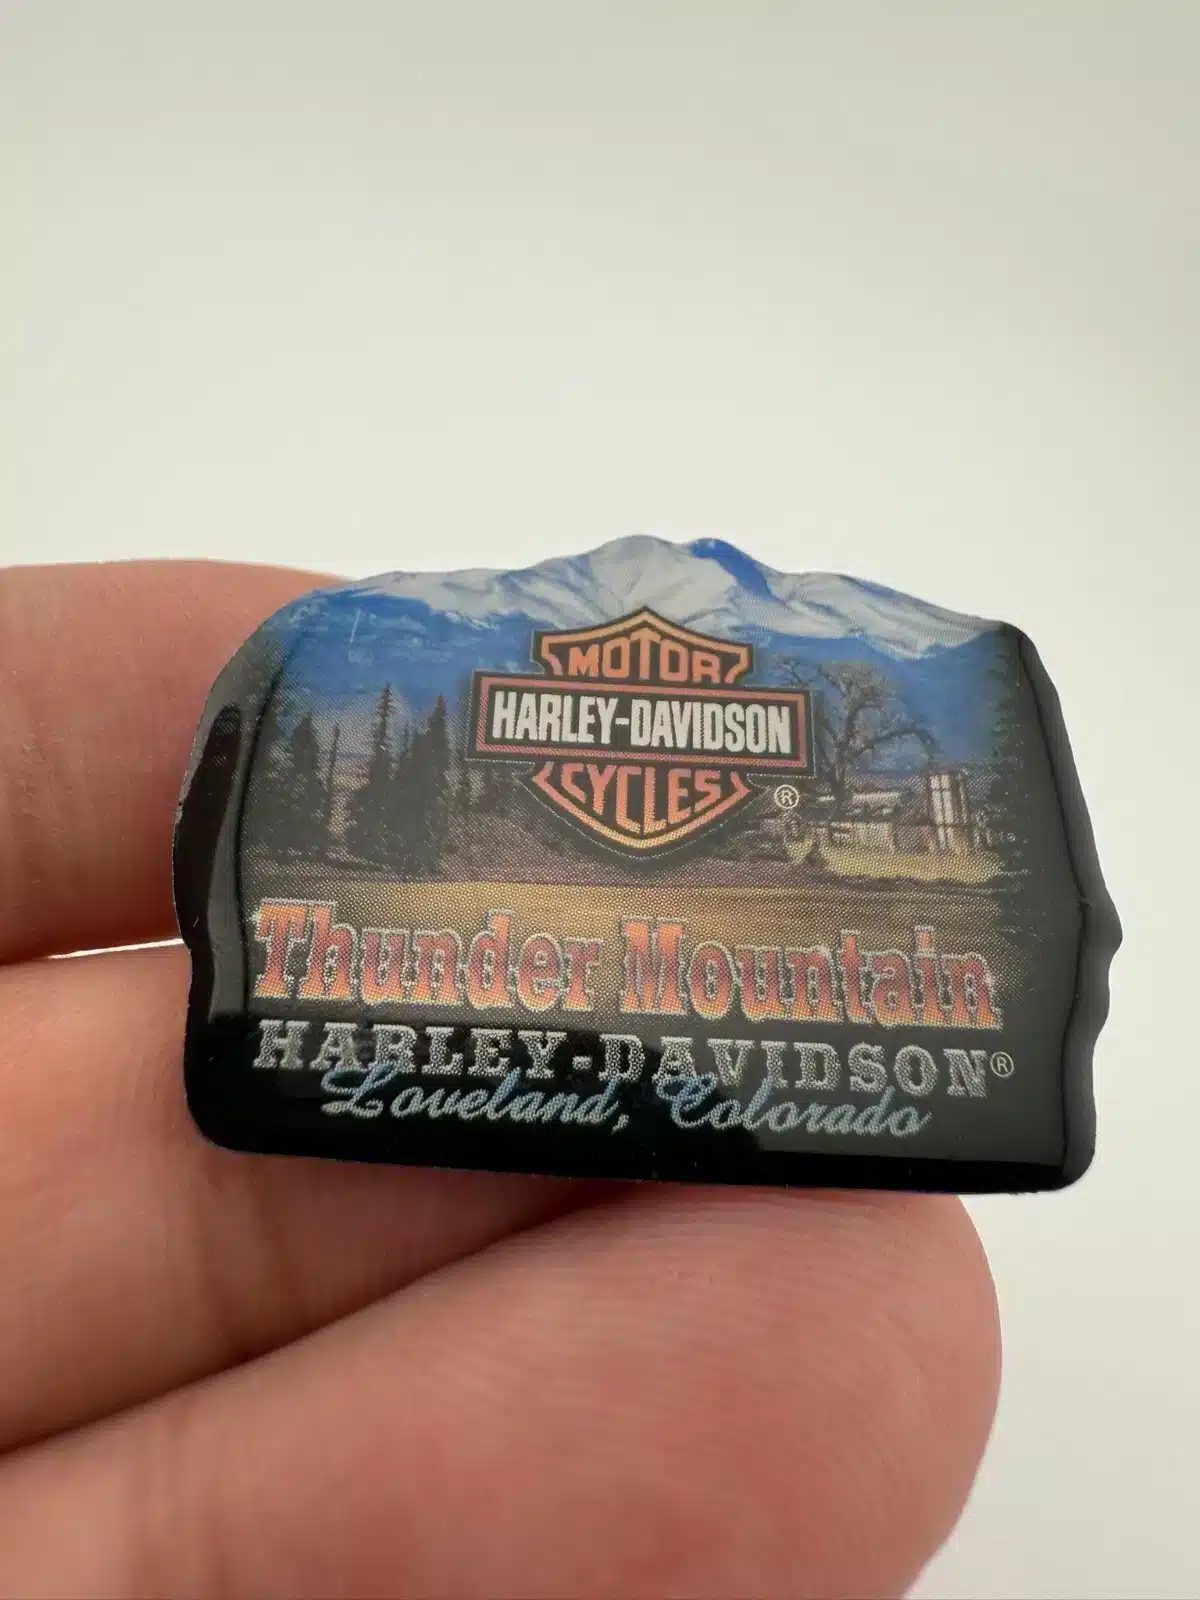 MOTOR
HARLEY-DAVIDSON
CYCLES
®
Thunder Mountain
HARLEY-DAVIDSON®
Loveland, Colorado